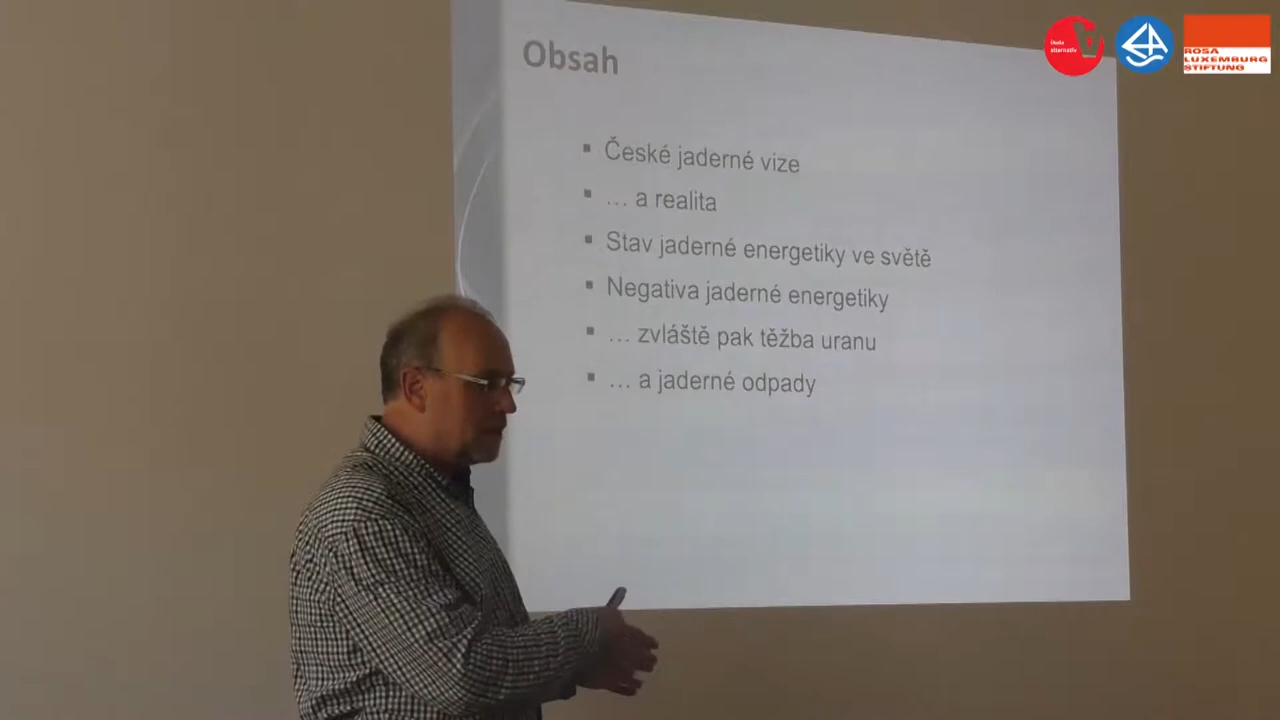 Obsah
▪ České jaderné vize
▪ … a realita
▪ Stav jaderné energetiky ve světě
▪ Negativa jaderné energetiky
▪ … zvláště pak těžba uranu
▪ … a jaderné odpady
ROSA
LUXEMBURG
STIFTUNG